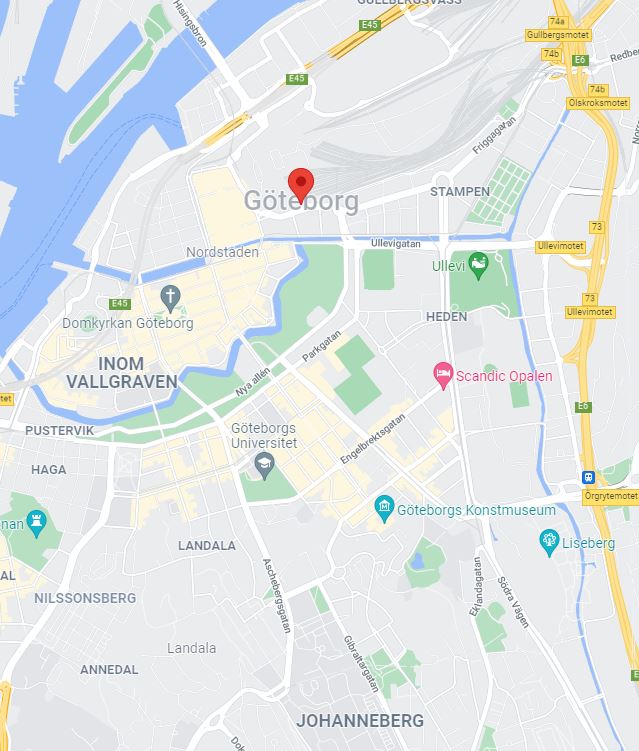 GULLBERGSVASS
Hisingsbron
E45
74a
Gullbergsmotet
74b
E6
Redbe
E45
74b
Olskroksmotet
Friggagatan
STAMPEN
Göteborg
73
Nordstaden
Ullevigatan
Ullevimotet
Ullevi
E45
73
Ullevimotet
Domkyrkan Göteborg
HEDEN
Parkgatan
INOM
VALLGRAVEN
Nya allén
Scandic Opalen
E6
PUSTERVIK
Göteborgs
Universitet
Engelbrektsgatan
HAGA
Örgrytemotet
Göteborgs Konstmuseum
nan
LANDALA
Liseberg
AL
Aschebergsgatan
Eklandagatan
Södra Vägen
NILSSONSBERG
Landala
Gibraltargatan
ANNEDAL
JOHANNEBERG